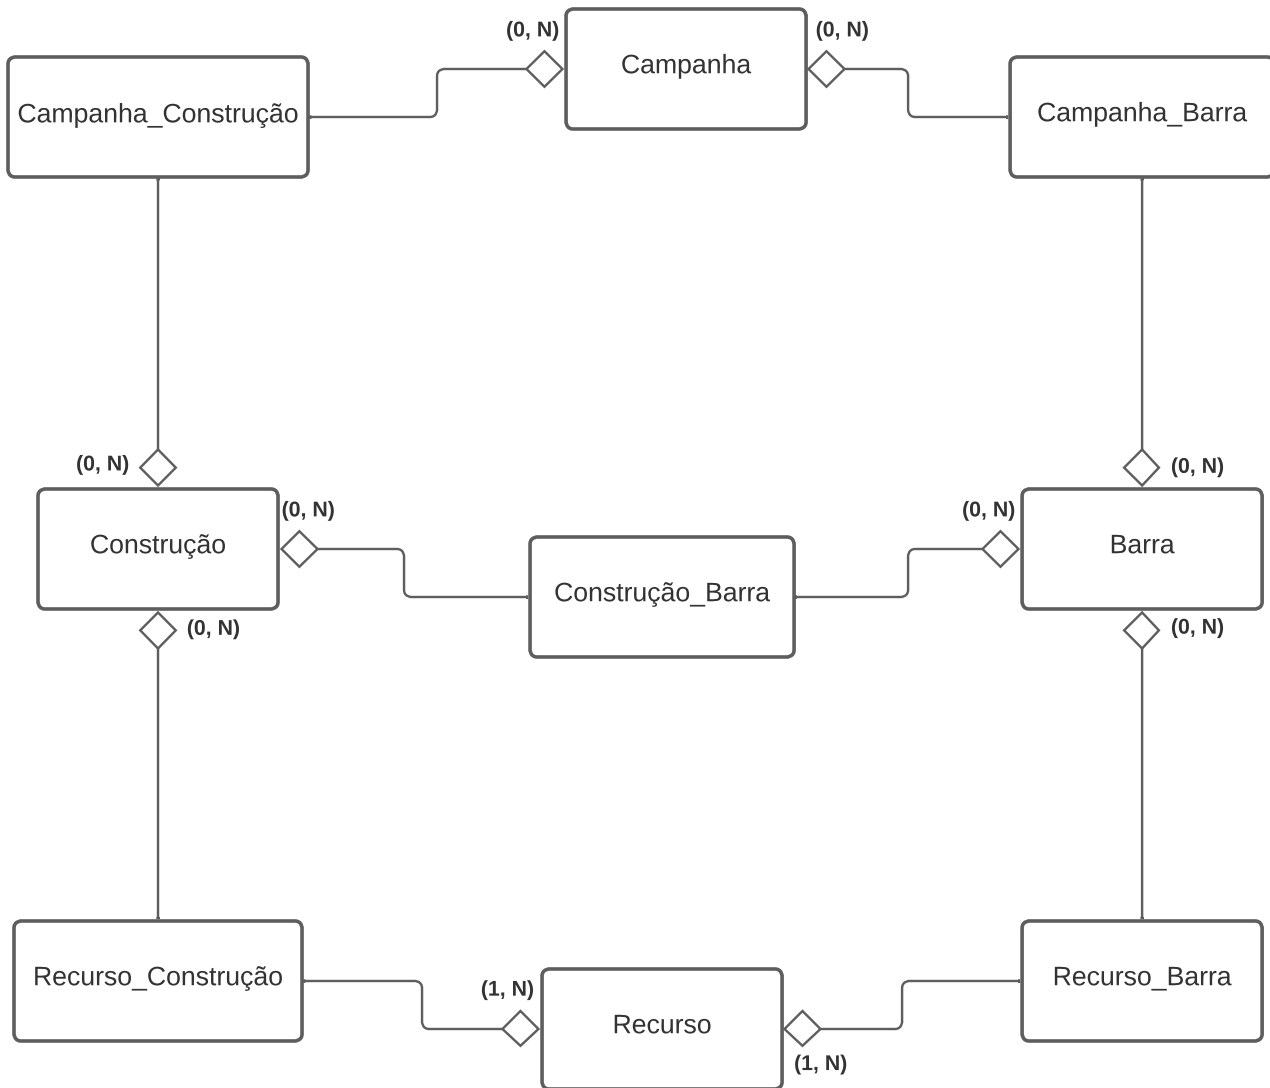 (0, N)
Campanha
(0, N)
Campanha_Construção
Campanha_Barra
(0, N)
(0, N)
Construção
(0, N)
(0, N)
Barra
Construção_Barra
(0, N)
(0, N)
Recurso_Construção
Recurso_Barra
(1, N)
Recurso
(1, N)